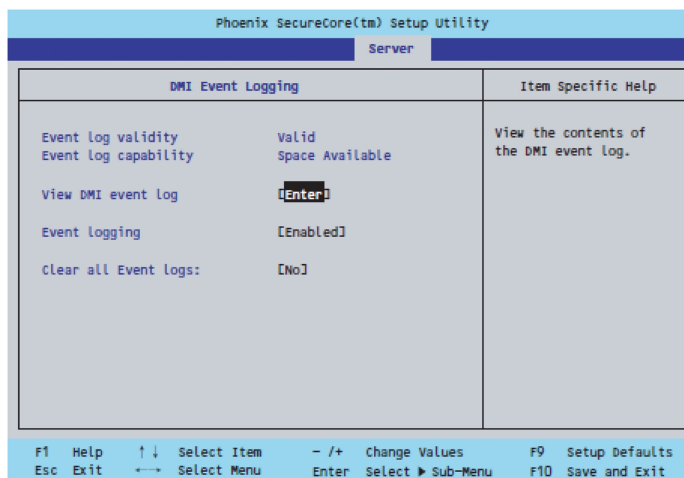 Phoenix SecureCore(tm) Setup Utility
Server
DMI Event Logging
Item Specific Help
Event log validity Valid
Event log capability Space Available
View DMI event log [Enter]
Event logging [Enabled]
Clear all Event logs: [No]
View the contents of
the DMI event log.
F1 Help ↑↓ Select Item – /+ Change Values F9 Setup Defaults
Esc Exit ←→ Select Menu Enter Select ▶ Sub-Menu F10 Save and Exit